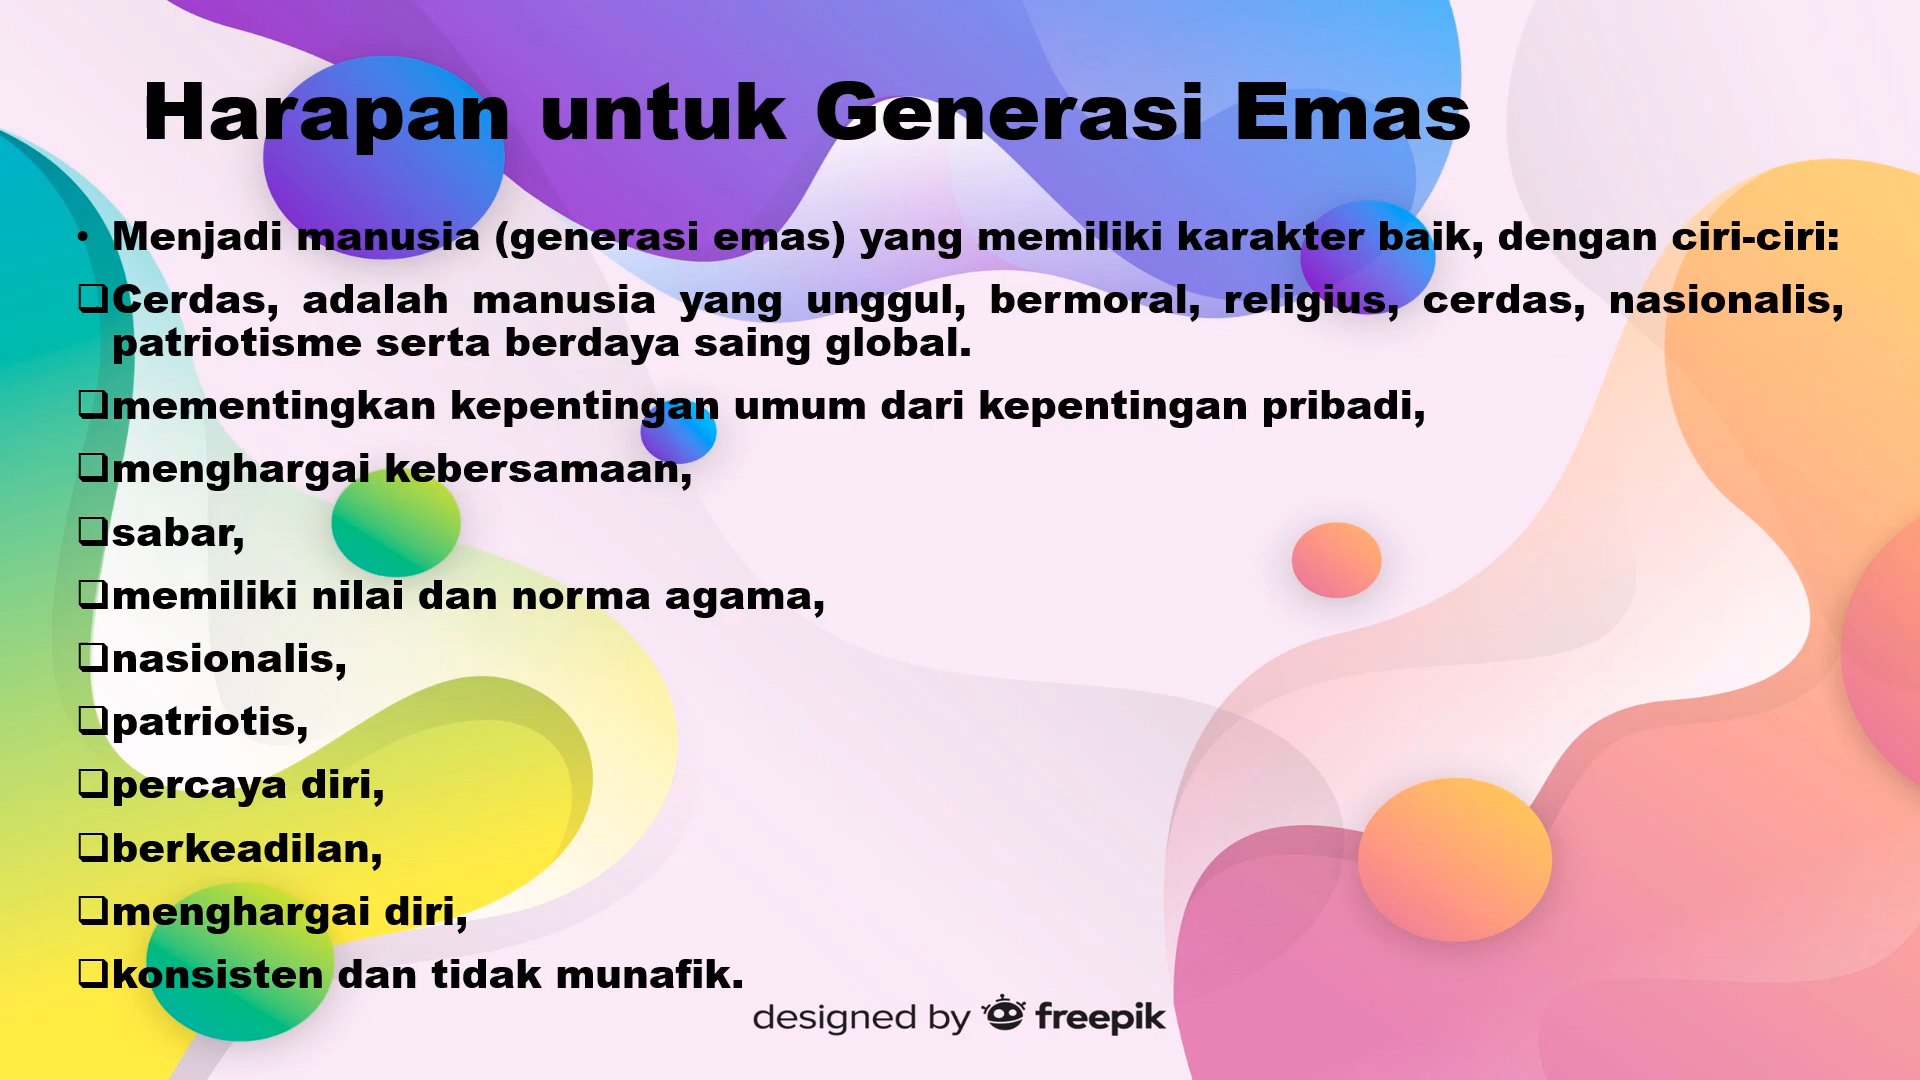 Harapan untuk Generasi Emas
• Menjadi manusia (generasi emas) yang memiliki karakter baik, dengan ciri-ciri:
❑Cerdas, adalah manusia yang unggul, bermoral, religius, cerdas, nasionalis,
patriotisme serta berdaya saing global.
❑mementingkan kepentingan umum dari kepentingan pribadi,
❑menghargai kebersamaan,
❑sabar,
❑memiliki nilai dan norma agama,
❑nasionalis,
❑patriotis,
❑percaya diri,
❑berkeadilan,
❑menghargai diri,
❑konsisten dan tidak munafik.
designed by freepik